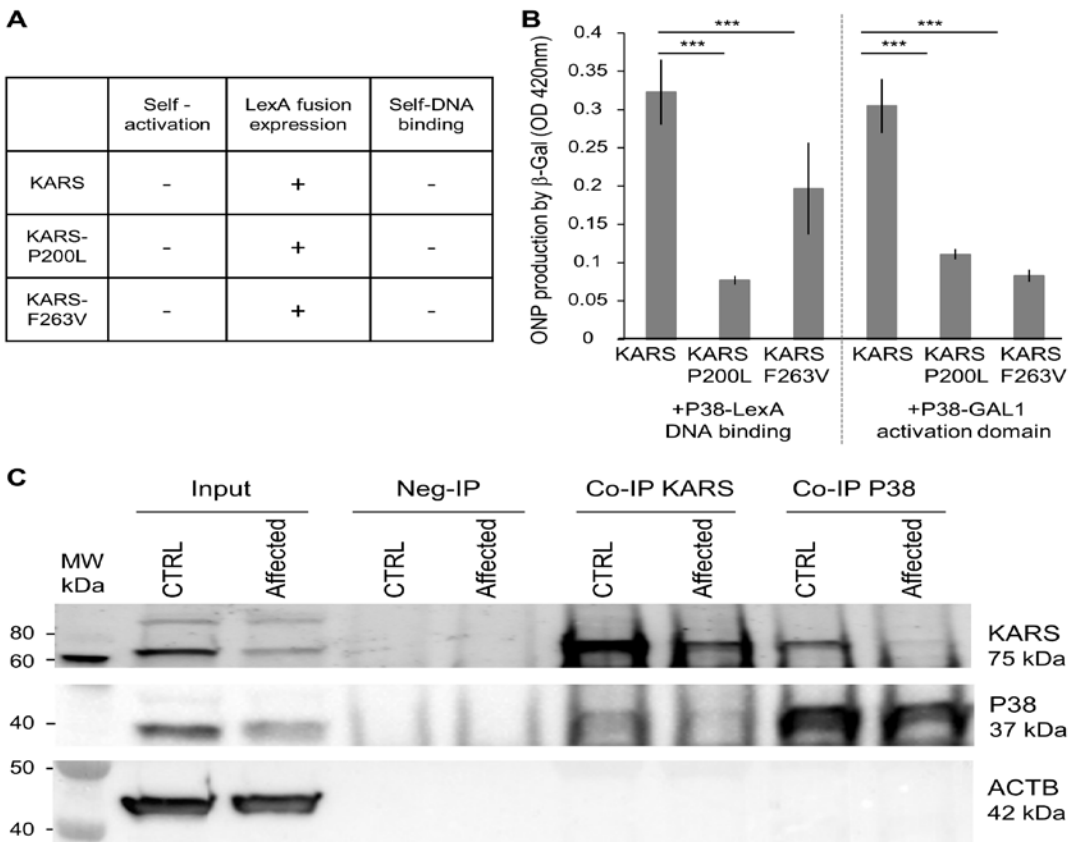 A
Self -
activation
LexA fusion
expression
Self-DNA
binding
KARS
-
+
-
KARS-
P200L
-
+
-
KARS-
F263V
-
+
-
B
ONP production by β-Gal (OD 420nm)
0.4
0.35
0.3
0.25
0.2
0.15
0.1
0.05
0
***
***
***
***
KARS
KARS
P200L
KARS
F263V
KARS
KARS
P200L
KARS
F263V
+P38-LexA
DNA binding
+P38-GAL1
activation domain
C
Input
Neg-IP
Co-IP KARS
Co-IP P38
MW
kDa
CTRL
Affected
CTRL
Affected
CTRL
Affected
CTRL
Affected
80
60
KARS
75 kDa
40
P38
37 kDa
50
40
ACTB
42 kDa